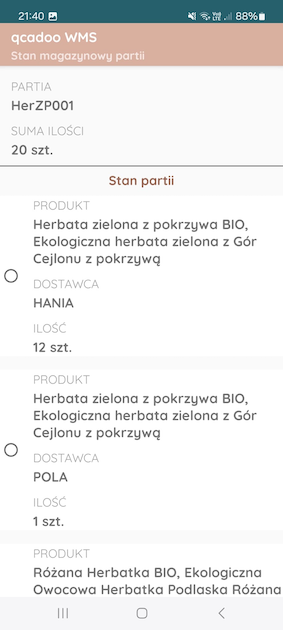 21:40
88%
qcadoo WMS
Stan magazynowy partii
PARTIA
HerZP001
SUMA ILOŚCI
20 szt.
Stan partii
PRODUKT
Herbata zielona z pokrzywa BIO,
Ekologiczna herbata zielona z Gór
Cejlonu z pokrzywą
DOSTAWCA
HANIA
ILOŚĆ
12 szt.
PRODUKT
Herbata zielona z pokrzywa BIO,
Ekologiczna herbata zielona z Gór
Cejlonu z pokrzywą
DOSTAWCA
POLA
ILOŚĆ
1 szt.
PRODUKT
Różana Herbatka BIO, Ekologiczna
Owocowa Herbatka Podlaska Różana